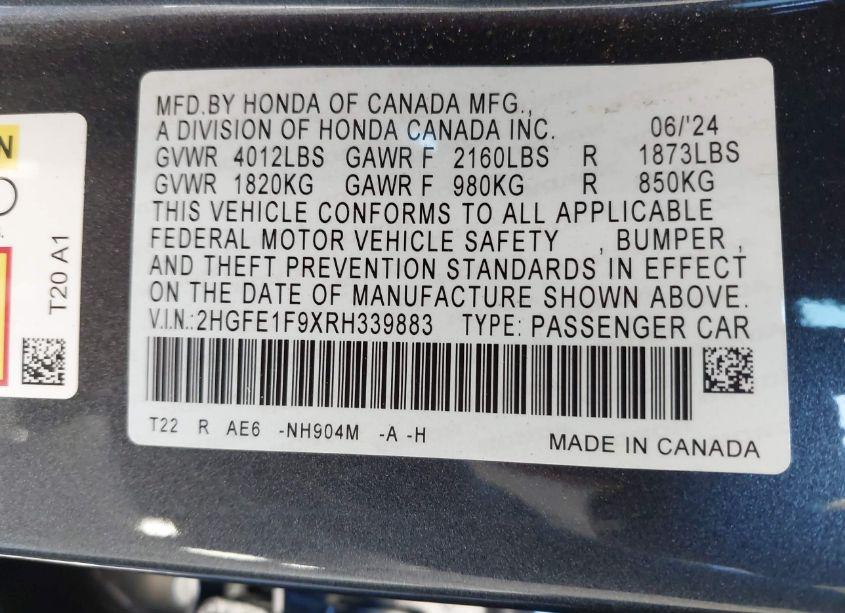 MFD.BY HONDA OF CANADA MFG.,
A DIVISION OF HONDA CANADA INC. 06/'24
GVWR 4012LBS GAWR F 2160LBS R 1873LBS
GVWR 1820KG GAWR F 980KG R 850KG
THIS VEHICLE CONFORMS TO ALL APPLICABLE
FEDERAL MOTOR VEHICLE SAFETY , BUMPER ,
AND THEFT PREVENTION STANDARDS IN EFFECT
ON THE DATE OF MANUFACTURE SHOWN ABOVE.
V.I.N.: 2HGFE1F9XRH339883 TYPE: PASSENGER CAR
T22 R AE6 -NH904M -A -H MADE IN CANADA
T20 A1